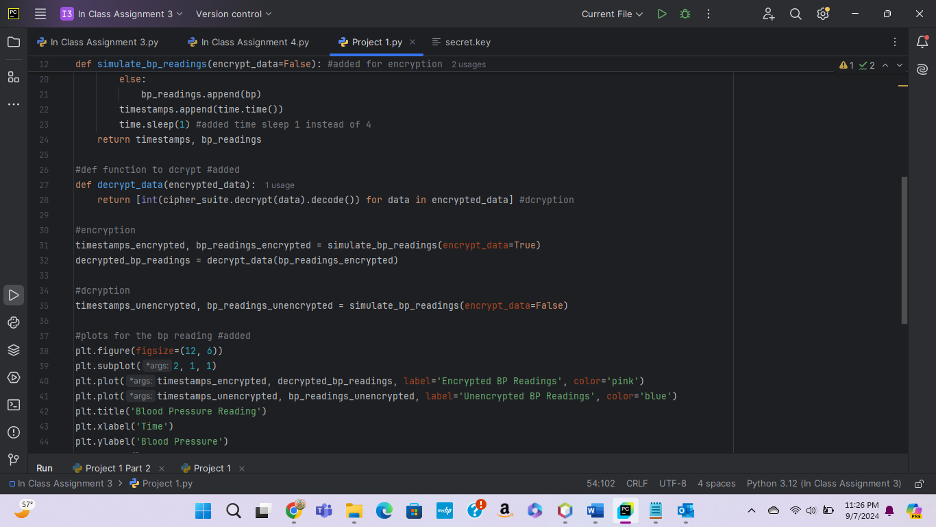 PC
I3 In Class Assignment 3
Version control
Current File
In Class Assignment 3.py
In Class Assignment 4.py
Project 1.py
secret.key
12 def simulate_bp_readings(encrypt_data=False): #added for encryption 2 usages
1 2
20 else:
21 bp_readings.append(bp)
22 timestamps.append(time.time())
23 time.sleep(1) #added time sleep 1 instead of 4
24 return timestamps, bp_readings
25
26 #def function to dcrypt #added
27 def decrypt_data(encrypted_data): 1 usage
28 return [int(cipher_suite.decrypt(data).decode()) for data in encrypted_data] #dcryption
29
30 #encryption
31 timestamps_encrypted, bp_readings_encrypted = simulate_bp_readings(encrypt_data=True)
32 decrypted_bp_readings = decrypt_data(bp_readings_encrypted)
33
34 #dcryption
35 timestamps_unencrypted, bp_readings_unencrypted = simulate_bp_readings(encrypt_data=False)
36
37 #plots for the bp reading #added
38 plt.figure(figsize=(12, 6))
39 plt.subplot( *args: 2, 1, 1)
40 plt.plot( *args: timestamps_encrypted, decrypted_bp_readings, label='Encrypted BP Readings', color='pink')
41 plt.plot( *args: timestamps_unencrypted, bp_readings_unencrypted, label='Unencrypted BP Readings', color='blue')
42 plt.title('Blood Pressure Reading')
43 plt.xlabel('Time')
44 plt.ylabel('Blood Pressure')
Run
Project 1 Part 2
Project 1
In Class Assignment 3 > Project 1.py
54:102 CRLF UTF-8 4 spaces Python 3.12 (In Class Assignment 3)
57°
11:26 PM
9/7/2024